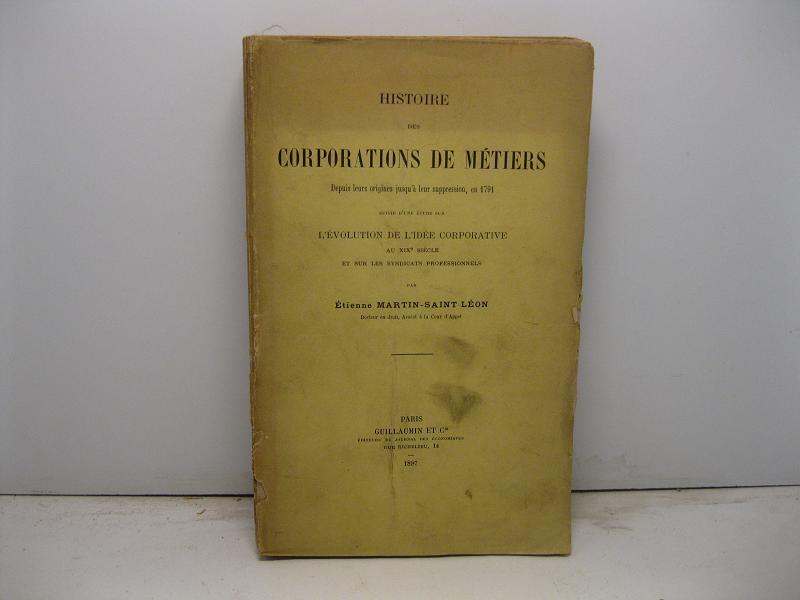 HISTOIRE
DES
CORPORATIONS DE MÉTIERS
Depuis leurs origines jusqu'à leur suppression, en 1791
SUIVIE D'UNE ÉTUDE SUR
L'ÉVOLUTION DE L'IDÉE CORPORATIVE
AU XIXe SIÈCLE
ET SUR LES SYNDICATS PROFESSIONNELS
PAR
Étienne MARTIN-SAINT-LÉON
Docteur en droit, Avocat à la Cour d'Appel
PARIS
GUILLAUMIN ET Cie
ÉDITEURS DU JOURNAL DES ÉCONOMISTES
RUE RICHELIEU, 14
1897